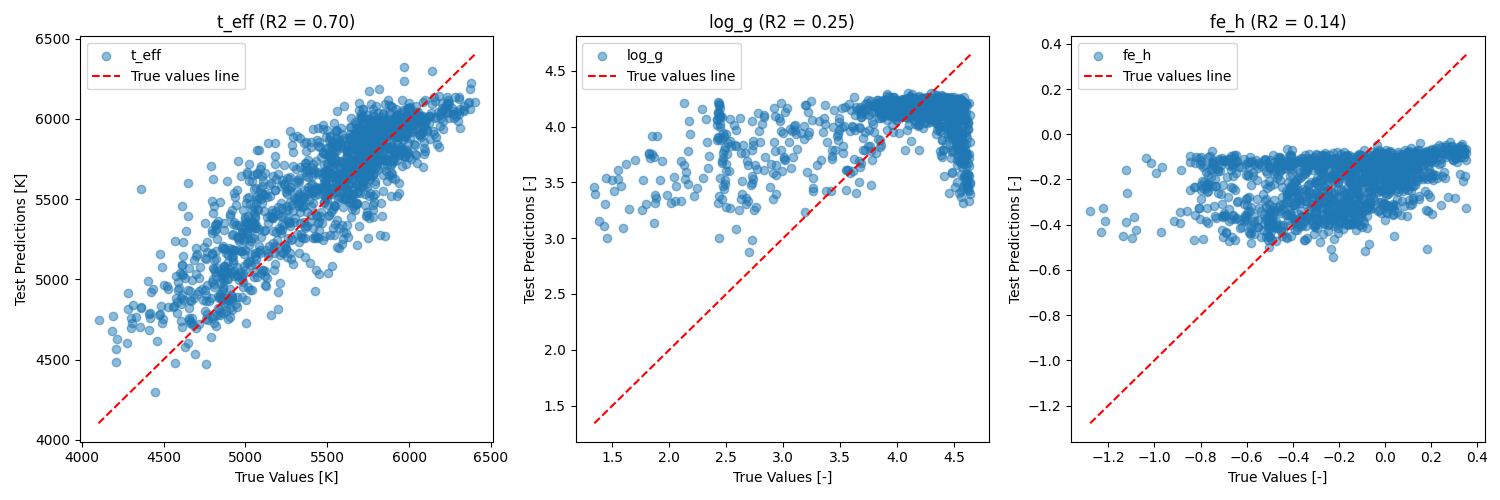 t_eff (R2 = 0.70)
t_eff
True values line
6500
6000
5500
5000
4500
4000
Test Predictions [K]
4000 4500 5000 5500 6000 6500
True Values [K]
log_g (R2 = 0.25)
log_g
True values line
4.5
4.0
3.5
3.0
2.5
2.0
1.5
Test Predictions [-]
1.5 2.0 2.5 3.0 3.5 4.0 4.5
True Values [-]
fe_h (R2 = 0.14)
fe_h
True values line
0.4
0.2
0.0
−0.2
−0.4
−0.6
−0.8
−1.0
−1.2
Test Predictions [-]
−1.2 −1.0 −0.8 −0.6 −0.4 −0.2 0.0 0.2 0.4
True Values [-]